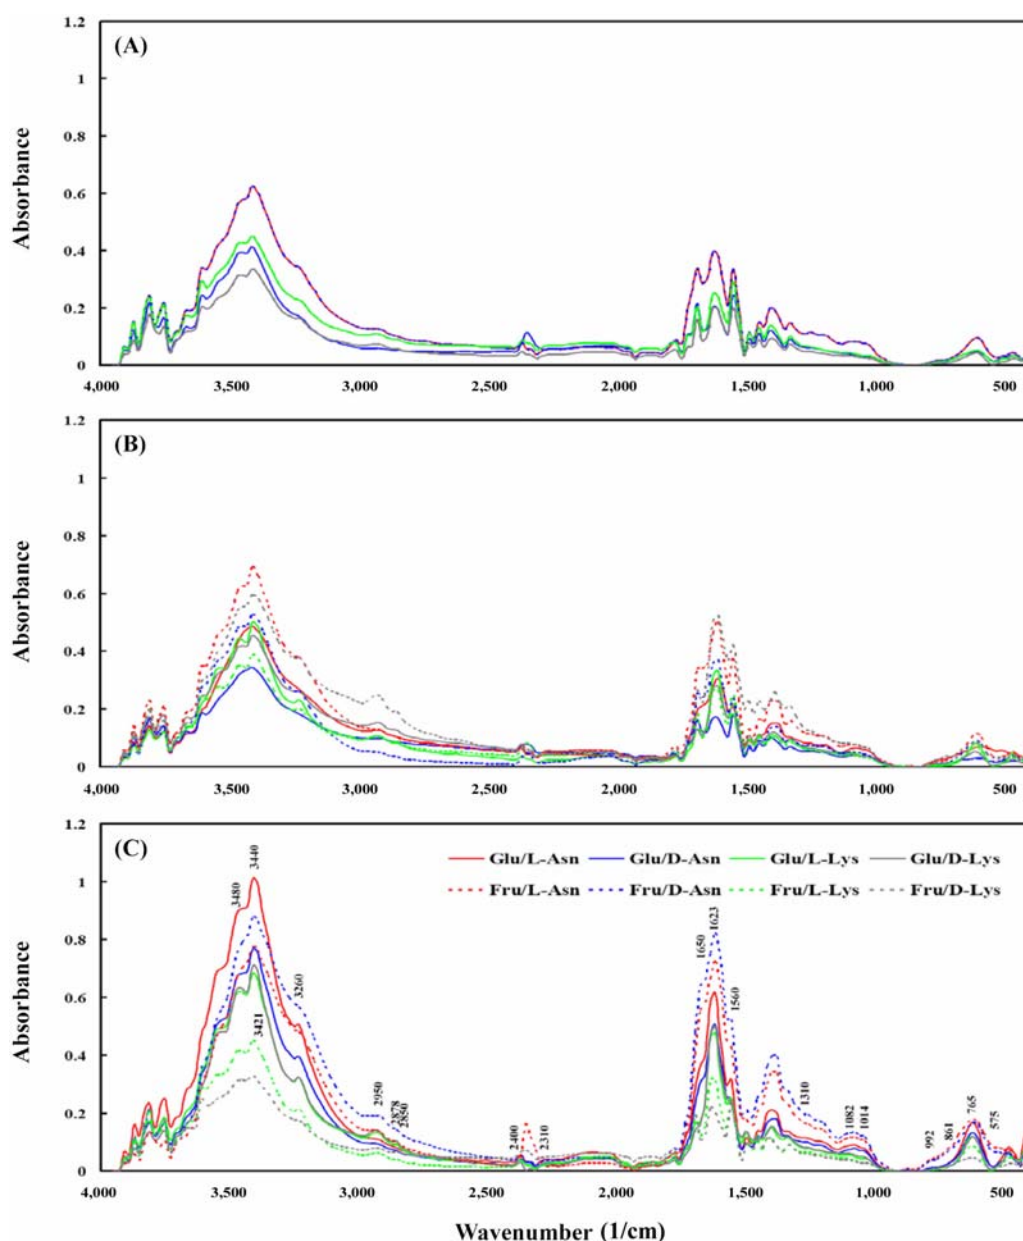 (A)
1.2
1
0.8
0.6
0.4
0.2
0
Absorbance
4,000 3,500 3,000 2,500 2,000 1,500 1,000 500
(B)
1.2
1
0.8
0.6
0.4
0.2
0
Absorbance
4,000 3,500 3,000 2,500 2,000 1,500 1,000 500
(C)
1.2
1
0.8
0.6
0.4
0.2
0
Absorbance
Glu/L-Asn Glu/D-Asn Glu/L-Lys Glu/D-Lys
Fru/L-Asn Fru/D-Asn Fru/L-Lys Fru/D-Lys
3480 3440 3421 3260 2950 2878 2850 2400 2310 1650 1623 1560 1310 1082 1014 992 861 765 575
4,000 3,500 3,000 2,500 2,000 1,500 1,000 500
Wavenumber (1/cm)